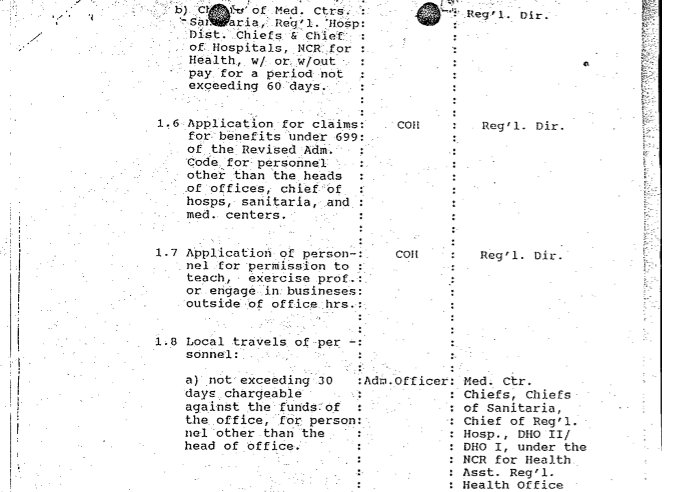 b) of Med. Ctrs. : : Reg'l. Dir.
Sanitaria, Reg'l. Hosp: :
Dist. Chiefs & Chief : :
of Hospitals, NCR for : :
Health, w/ or w/out : :
pay for a period not : :
exceeding 60 days. : :
1.6 Application for claims: COH : Reg'l. Dir.
for benefits under 699: :
of the Revised Adm. : :
Code for personnel : :
other than the heads : :
of offices, chief of : :
hosps, sanitaria, and : :
med. centers. : :
1.7 Application of person-: COH : Reg'l. Dir.
nel for permission to : :
teach, exercise prof.: :
or engage in busineses: :
outside of office hrs.: :
1.8 Local travels of per -: :
sonnel: : :
a) not exceeding 30 :Adm.Officer: Med. Ctr.
days chargeable : : Chiefs, Chiefs
against the funds of : : of Sanitaria,
the office, for person: : Chief of Reg'l.
nel other than the : : Hosp., DHO II/
head of office. : : DHO I, under the
: : NCR for Health
: : Asst. Reg'l.
: : Health Office